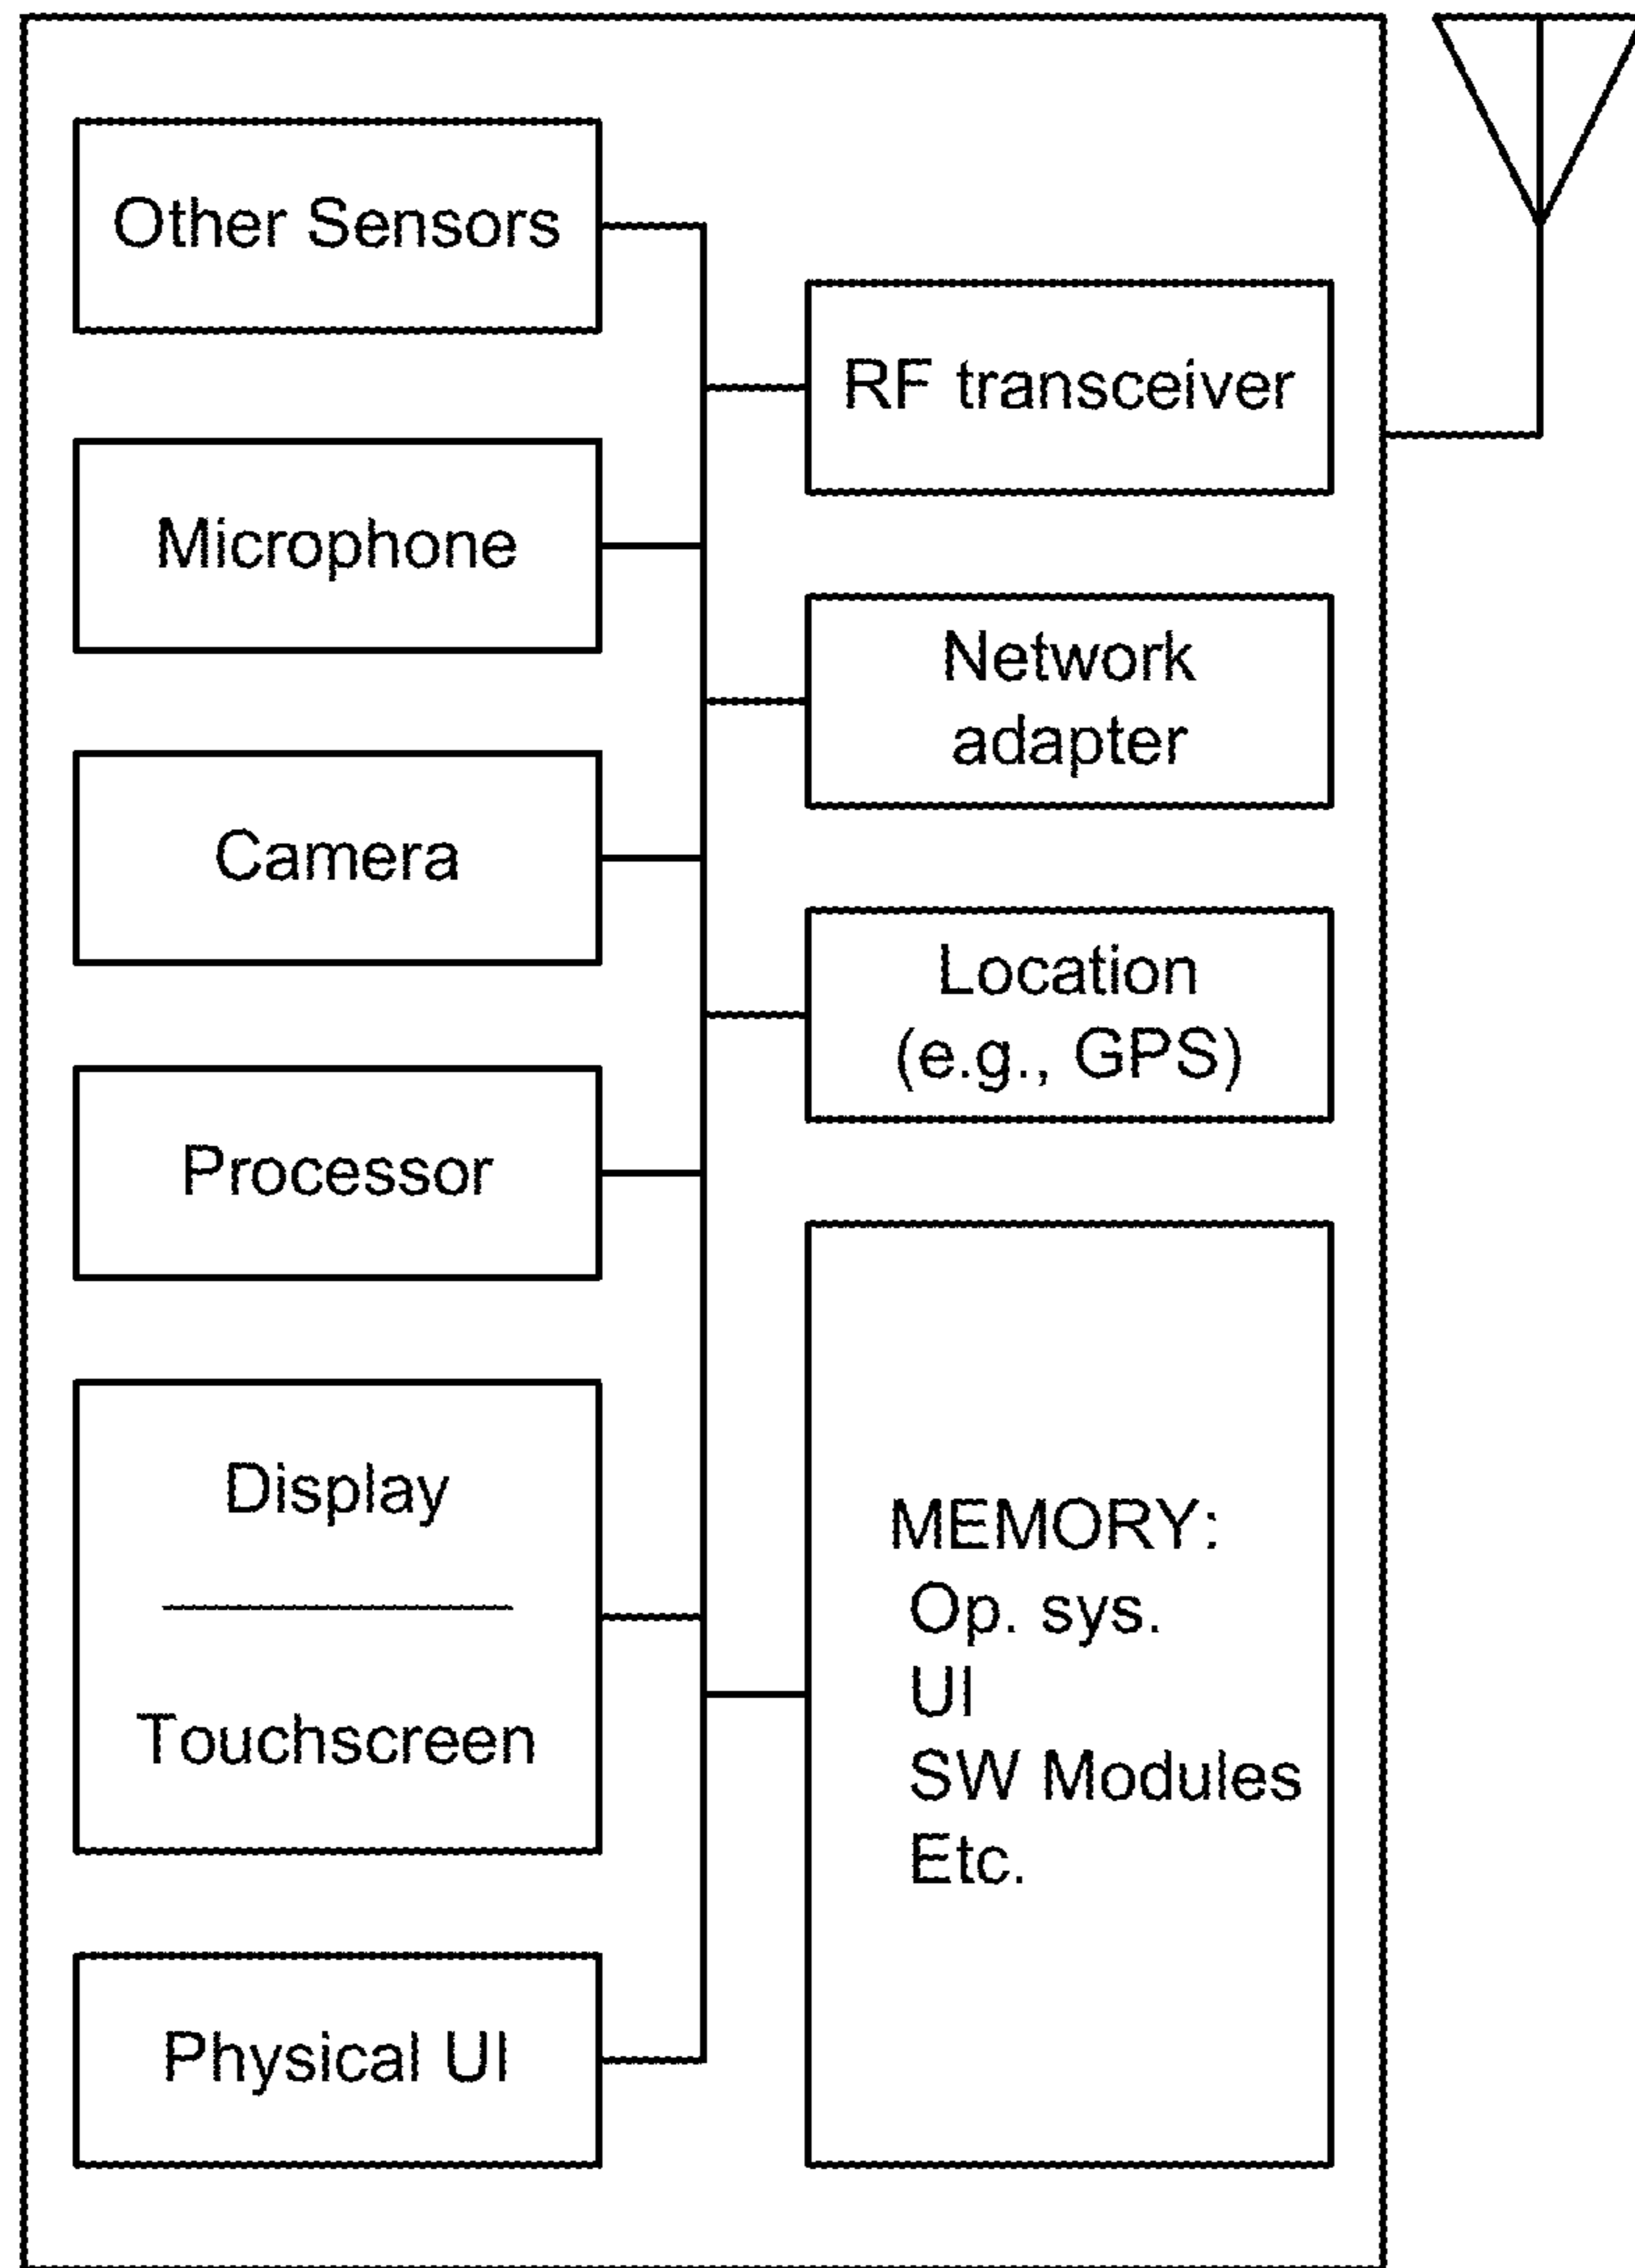 Other Sensors
RF transceiver
Microphone
Network
adapter
Camera
Location
(e.g., GPS)
Processor
Display
Touchscreen
MEMORY:
Op. sys.
UI
SW Modules
Etc.
Physical UI